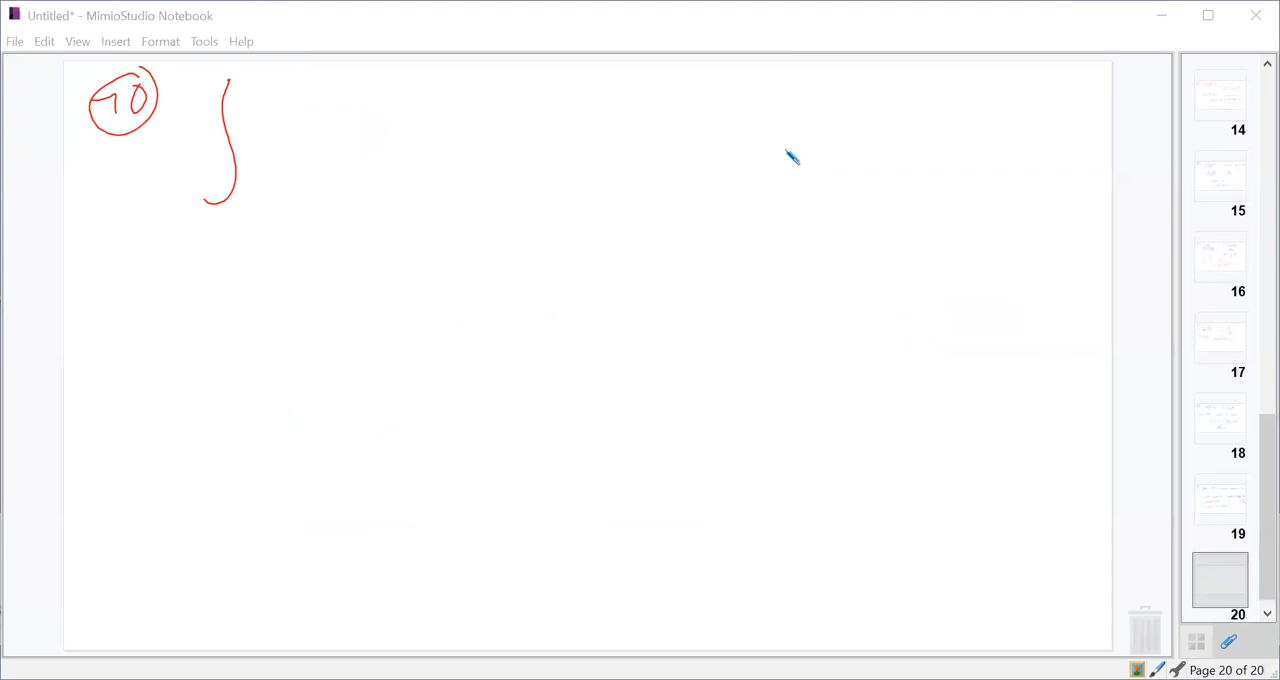 Untitled* - MimioStudio Notebook
File Edit View Insert Format Tools Help
∫
14
15
16
17
18
19
20
Page 20 of 20